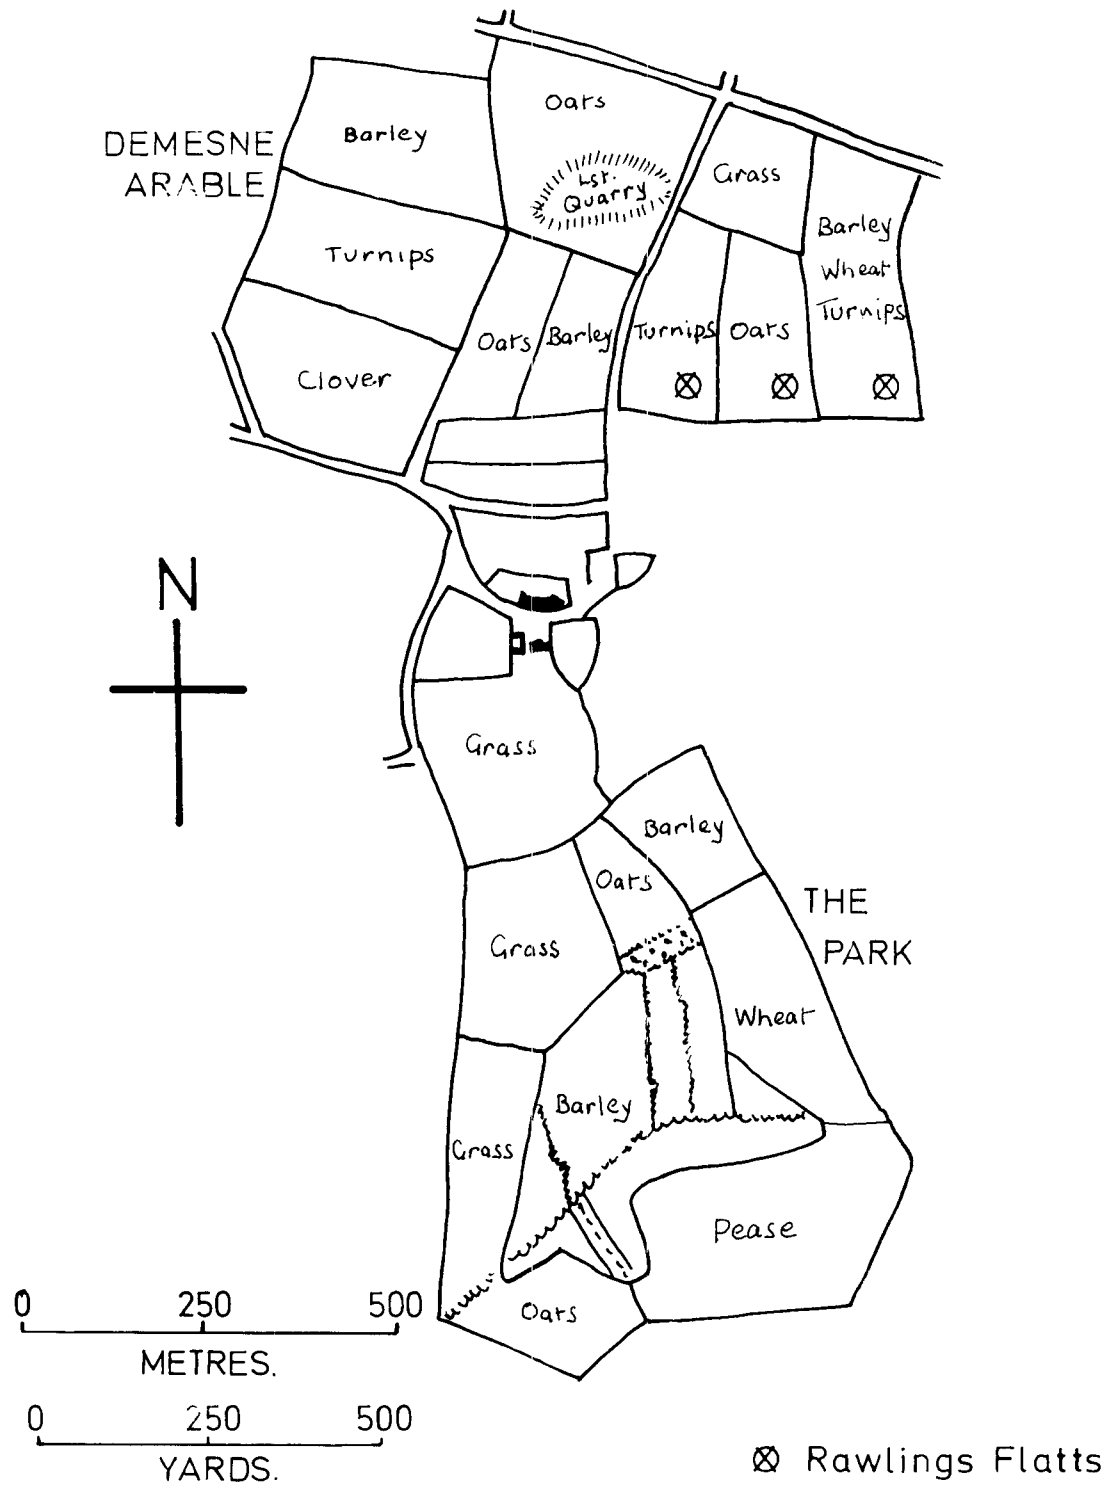 Oats
DEMESNE
ARABLE
Barley
Lst.
Quarry
Grass
Turnips
Barley
Wheat
Turnips
Clover
Oats
Barley
Turnips
Oats
N
Grass
Barley
Oats
THE
PARK
Grass
Wheat
Barley
Grass
Pease
Oats
0 250 500
METRES.
0 250 500
YARDS.
Rawlings Flatts